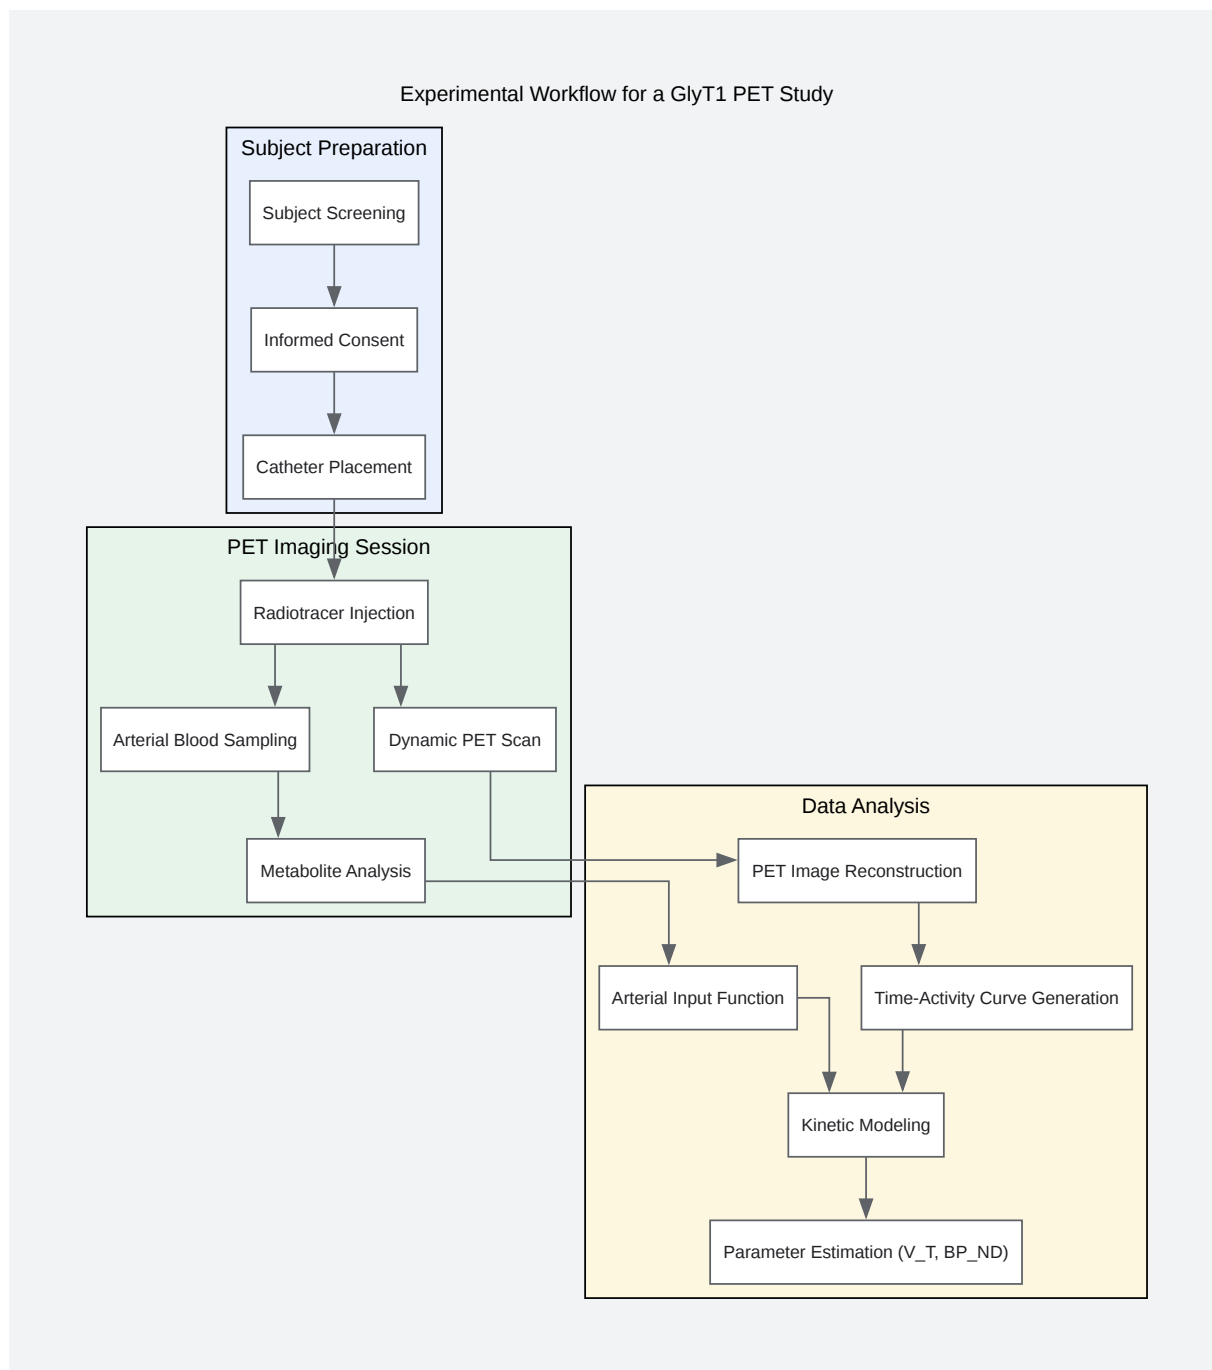 Experimental Workflow for a GlyT1 PET Study
Subject Preparation
Subject Screening
Informed Consent
Catheter Placement
PET Imaging Session
Radiotracer Injection
Arterial Blood Sampling
Dynamic PET Scan
Metabolite Analysis
Data Analysis
PET Image Reconstruction
Arterial Input Function
Time-Activity Curve Generation
Kinetic Modeling
Parameter Estimation (V_T, BP_ND)